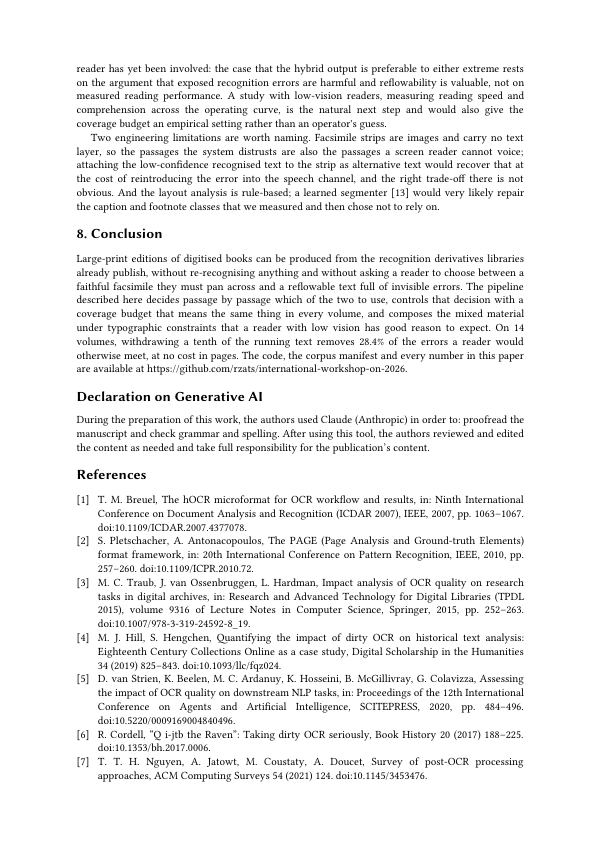 reader has yet been involved: the case that the hybrid output is preferable to either extreme rests
on the argument that exposed recognition errors are harmful and reflowability is valuable, not on
measured reading performance. A study with low-vision readers, measuring reading speed and
comprehension across the operating curve, is the natural next step and would also give the
coverage budget an empirical setting rather than an operator's guess.
Two engineering limitations are worth naming. Facsimile strips are images and carry no text
layer, so the passages the system distrusts are also the passages a screen reader cannot voice;
attaching the low-confidence recognised text to the strip as alternative text would recover that at
the cost of reintroducing the error into the speech channel, and the right trade-off there is not
obvious. And the layout analysis is rule-based; a learned segmenter [13] would very likely repair
the caption and footnote classes that we measured and then chose not to rely on.
8. Conclusion
Large-print editions of digitised books can be produced from the recognition derivatives libraries
already publish, without re-recognising anything and without asking a reader to choose between a
faithful facsimile they must pan across and a reflowable text full of invisible errors. The pipeline
described here decides passage by passage which of the two to use, controls that decision with a
coverage budget that means the same thing in every volume, and composes the mixed material
under typographic constraints that a reader with low vision has good reason to expect. On 14
volumes, withdrawing a tenth of the running text removes 28.4% of the errors a reader would
otherwise meet, at no cost in pages. The code, the corpus manifest and every number in this paper
are available at https://github.com/rzats/international-workshop-on-2026.
Declaration on Generative AI
During the preparation of this work, the authors used Claude (Anthropic) in order to: proofread the
manuscript and check grammar and spelling. After using this tool, the authors reviewed and edited
the content as needed and take full responsibility for the publication's content.
References
[1] T. M. Breuel, The hOCR microformat for OCR workflow and results, in: Ninth International
Conference on Document Analysis and Recognition (ICDAR 2007), IEEE, 2007, pp. 1063–1067.
doi:10.1109/ICDAR.2007.4377078.
[2] S. Pletschacher, A. Antonacopoulos, The PAGE (Page Analysis and Ground-truth Elements)
format framework, in: 20th International Conference on Pattern Recognition, IEEE, 2010, pp.
257–260. doi:10.1109/ICPR.2010.72.
[3] M. C. Traub, J. van Ossenbruggen, L. Hardman, Impact analysis of OCR quality on research
tasks in digital archives, in: Research and Advanced Technology for Digital Libraries (TPDL
2015), volume 9316 of Lecture Notes in Computer Science, Springer, 2015, pp. 252–263.
doi:10.1007/978-3-319-24592-8_19.
[4] M. J. Hill, S. Hengchen, Quantifying the impact of dirty OCR on historical text analysis:
Eighteenth Century Collections Online as a case study, Digital Scholarship in the Humanities
34 (2019) 825–843. doi:10.1093/llc/fqz024.
[5] D. van Strien, K. Beelen, M. C. Ardanuy, K. Hosseini, B. McGillivray, G. Colavizza, Assessing
the impact of OCR quality on downstream NLP tasks, in: Proceedings of the 12th International
Conference on Agents and Artificial Intelligence, SCITEPRESS, 2020, pp. 484–496.
doi:10.5220/0009169004840496.
[6] R. Cordell, "Q i-jtb the Raven": Taking dirty OCR seriously, Book History 20 (2017) 188–225.
doi:10.1353/bh.2017.0006.
[7] T. T. H. Nguyen, A. Jatowt, M. Coustaty, A. Doucet, Survey of post-OCR processing
approaches, ACM Computing Surveys 54 (2021) 124. doi:10.1145/3453476.